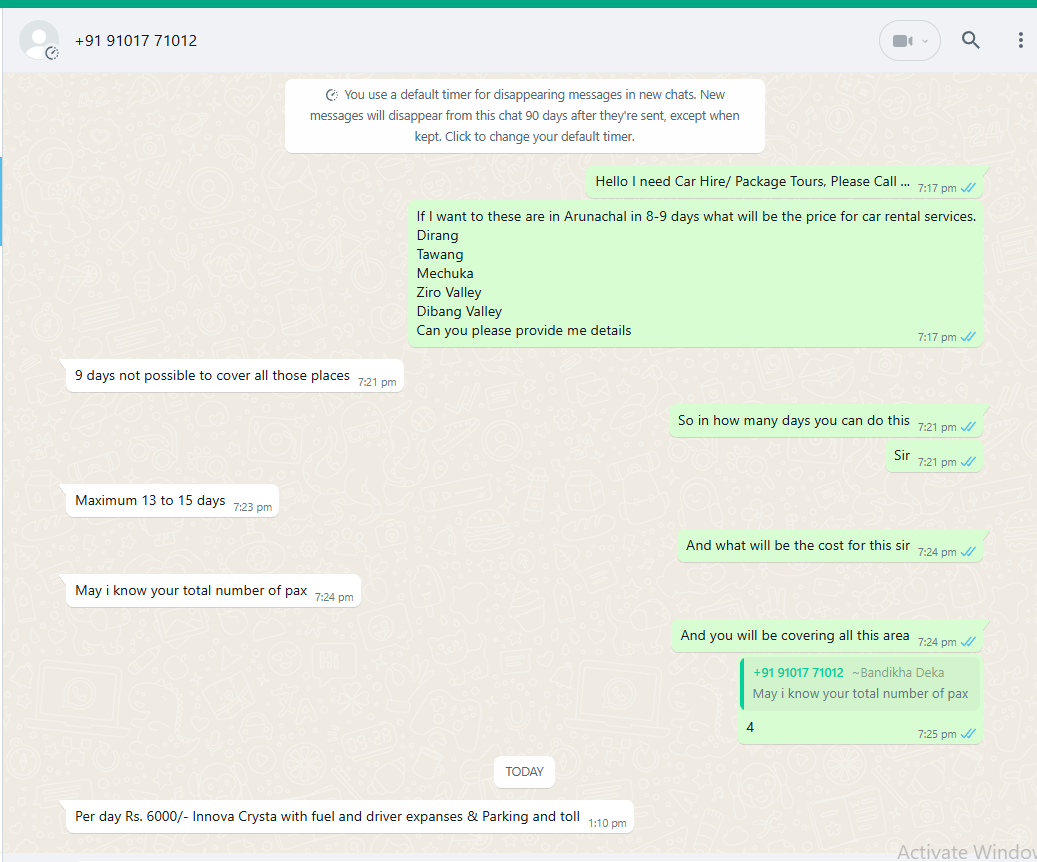 +91 91017 71012
You use a default timer for disappearing messages in new chats. New
messages will disappear from this chat 90 days after they're sent, except when
kept. Click to change your default timer.
Hello I need Car Hire/ Package Tours, Please Call ... 7:17 pm
If I want to these are in Arunachal in 8-9 days what will be the price for car rental services.
Dirang
Tawang
Mechuka
Ziro Valley
Dibang Valley
Can you please provide me details
7:17 pm
9 days not possible to cover all those places 7:21 pm
So in how many days you can do this 7:21 pm
Sir 7:21 pm
Maximum 13 to 15 days 7:23 pm
And what will be the cost for this sir 7:24 pm
May i know your total number of pax 7:24 pm
And you will be covering all this area 7:24 pm
+91 91017 71012 ~Bandikha Deka
May i know your total number of pax
4
7:25 pm
TODAY
Per day Rs. 6000/- Innova Crysta with fuel and driver expanses & Parking and toll 1:10 pm
Activate Window